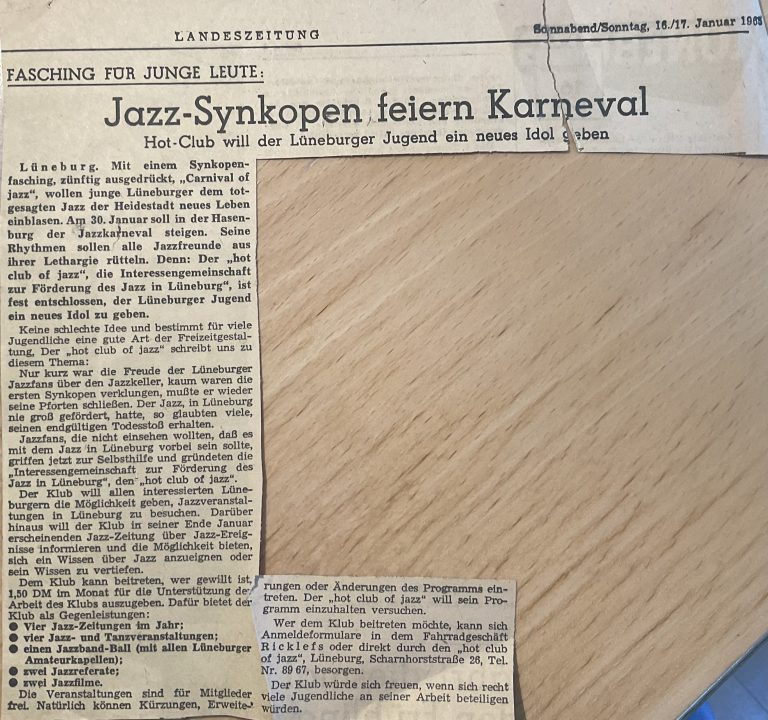 LANDESZEITUNG
Sonnabend/Sonntag, 16./17. Januar 1965
FASCHING FÜR JUNGE LEUTE:
Jazz-Synkopen feiern Karneval
Hot-Club will der Lüneburger Jugend ein neues Idol geben
Lüneburg. Mit einem Synkopen-
fasching, zünftig ausgedrückt, „Carnival of
jazz“, wollen junge Lüneburger dem tot-
gesagten Jazz der Heidestadt neues Leben
einblasen. Am 30. Januar soll in der Hasen-
burg der Jazzkarneval steigen. Seine
Rhythmen sollen alle Jazzfreunde aus
ihrer Lethargie rütteln. Denn: Der „hot
club of jazz“, die Interessengemeinschaft
zur Förderung des Jazz in Lüneburg“, ist
fest entschlossen, der Lüneburger Jugend
ein neues Idol zu geben.
Keine schlechte Idee und bestimmt für viele
Jugendliche eine gute Art der Freizeitgestal-
tung. Der „hot club of jazz“ schreibt uns zu
diesem Thema:
Nur kurz war die Freude der Lüneburger
Jazzfans über den Jazzkeller, kaum waren die
ersten Synkopen verklungen, mußte er wieder
seine Pforten schließen. Der Jazz, in Lüneburg
nie groß gefördert, hatte, so glaubten viele,
seinen endgültigen Todesstoß erhalten.
Jazzfans, die nicht einsehen wollten, daß es
mit dem Jazz in Lüneburg vorbei sein sollte,
griffen jetzt zur Selbsthilfe und gründeten die
„Interessengemeinschaft zur Förderung des
Jazz in Lüneburg“, den „hot club of jazz“.
Der Klub will allen interessierten Lüne-
burgern die Möglichkeit geben, Jazzveranstal-
tungen in Lüneburg zu besuchen. Darüber
hinaus will der Klub in seiner Ende Januar
erscheinenden Jazz-Zeitung über Jazz-Ereig-
nisse informieren und die Möglichkeit bieten,
sich ein Wissen über Jazz anzueignen oder
sein Wissen zu vertiefen.
Dem Klub kann beitreten, wer gewillt ist,
1,50 DM im Monat für die Unterstützung der
Arbeit des Klubs auszugeben. Dafür bietet der
Klub als Gegenleistungen:
● Vier Jazz-Zeitungen im Jahr;
● vier Jazz- und Tanzveranstaltungen;
● einen Jazzband-Ball (mit allen Lüneburger
Amateurkapellen);
● zwei Jazzreferate;
● zwei Jazzfilme.
Die Veranstaltungen sind für Mitglieder
frei. Natürlich können Kürzungen, Erweite-
rungen oder Änderungen des Programms ein-
treten. Der „hot club of jazz“ will sein Pro-
gramm einzuhalten versuchen.
Wer dem Klub beitreten möchte, kann sich
Anmeldeformulare in dem Fahrradgeschäft
Ricklefs oder direkt durch den „hot club
of jazz“, Lüneburg, Scharnhorststraße 26, Tel.
Nr. 89 67, besorgen.
Der Klub würde sich freuen, wenn sich recht
viele Jugendliche an seiner Arbeit beteiligen
würden.